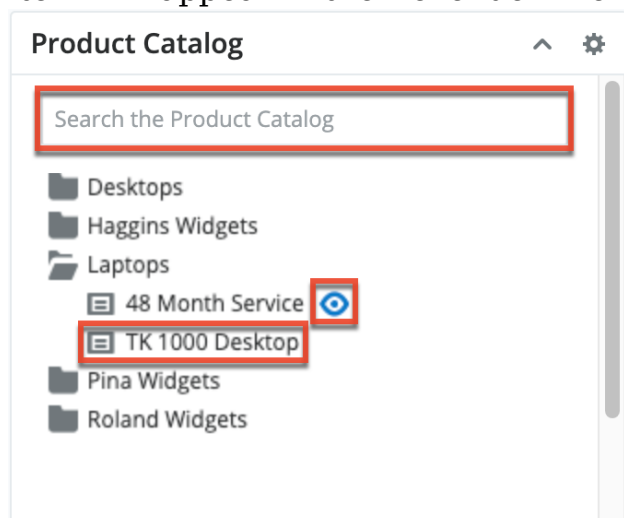 Product Catalog
Search the Product Catalog
Desktops
Haggins Widgets
Laptops
48 Month Service
TK 1000 Desktop
Pina Widgets
Roland Widgets